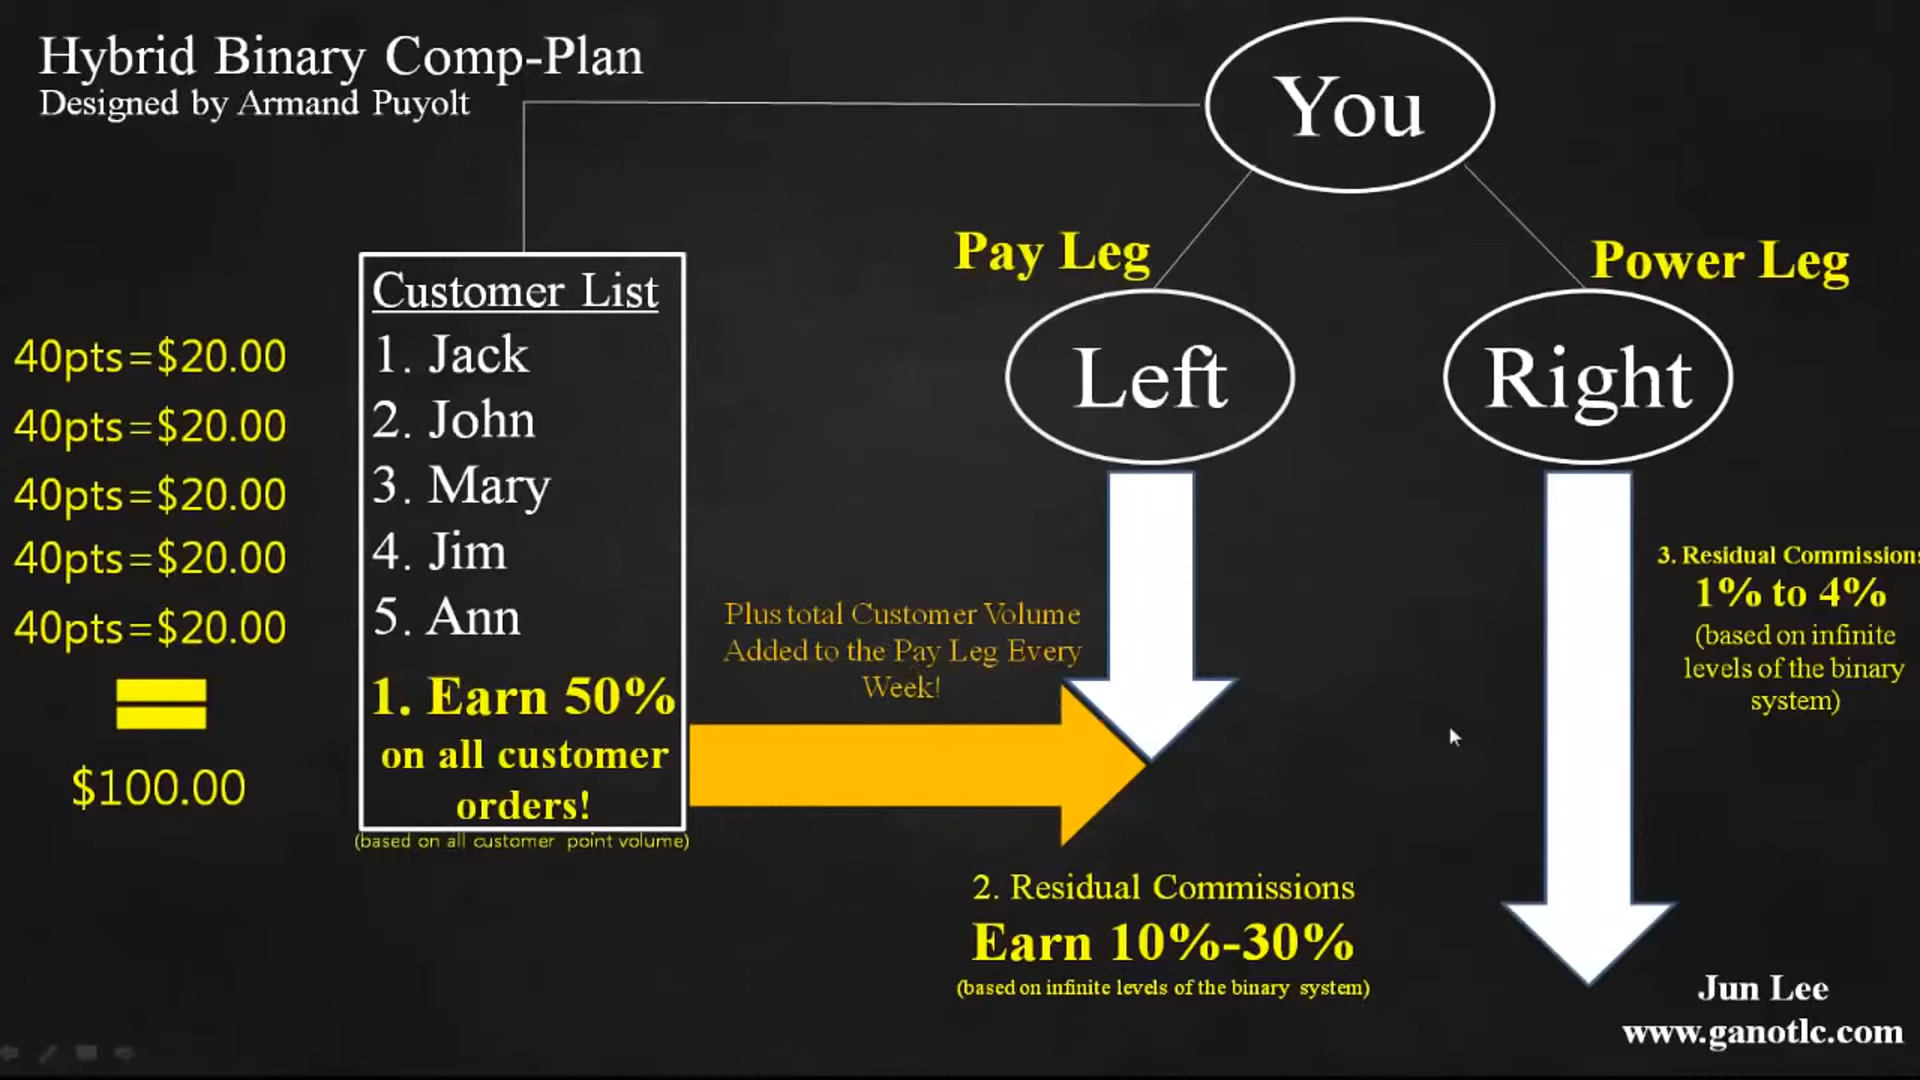 Hybrid Binary Comp-Plan
Designed by Armand Puyolt
You
Pay Leg
Power Leg
Left
Right
Customer List
1. Jack
2. John
3. Mary
4. Jim
5. Ann
1. Earn 50%
on all customer
orders!
(based on all customer point volume)
40pts=$20.00
40pts=$20.00
40pts=$20.00
40pts=$20.00
40pts=$20.00
=
$100.00
Plus total Customer Volume
Added to the Pay Leg Every
Week!
2. Residual Commissions
Earn 10%-30%
(based on infinite levels of the binary system)
3. Residual Commissions
1% to 4%
(based on infinite
levels of the binary
system)
Jun Lee
www.ganotlc.com